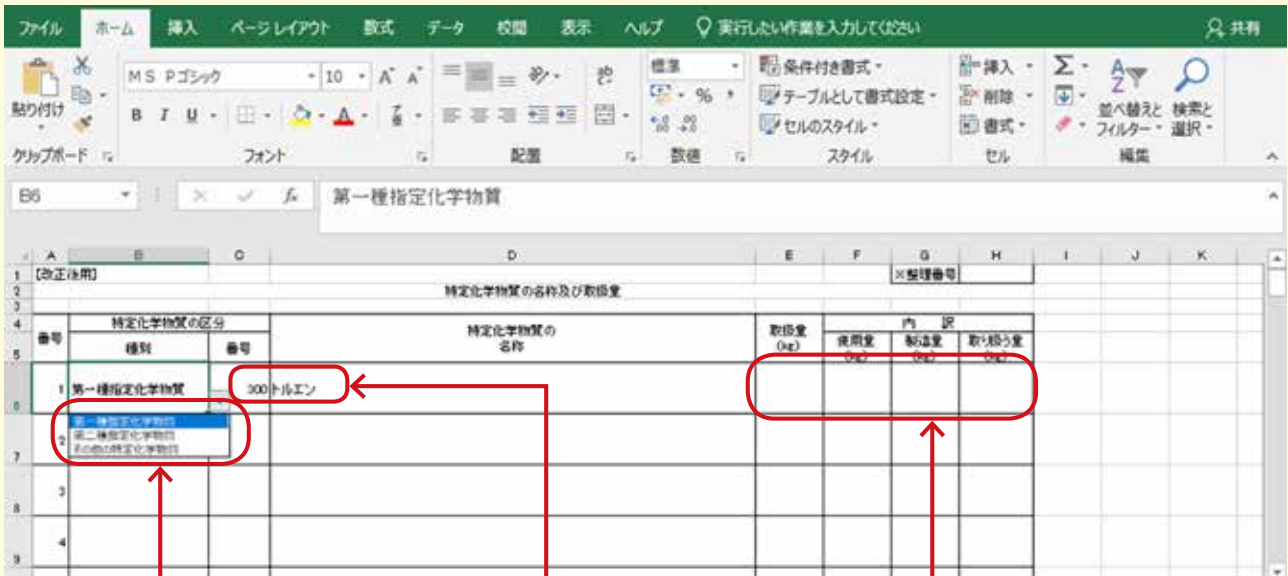 ファイル ホーム 挿入 ページ レイアウト 数式 データ 校閲 表示 ヘルプ 実行したい作業を入力してください 共有
貼り付け
MS Pゴシック 10 A A
B I U A
標準
% ,
条件付き書式
テーブルとして書式設定
セルのスタイル
挿入
削除
書式
Σ
並べ替えと
フィルター
検索と
選択
クリップボード フォント 配置 数値 スタイル セル 編集
B6 fx 第一種指定化学物質
A B C D E F G H I J K
1 【改正後用】 ※整理番号
2 特定化学物質の名称及び取扱量
3
4 番号 特定化学物質の区分 特定化学物質の 取扱量 内 訳
5 種別 番号 名称 (kg) 使用量 製造量 取り扱う量
(kg) (kg) (kg)
6 1 第一種指定化学物質 300 トルエン
第一種指定化学物質
第二種指定化学物質
その他の特定化学物質
7 2
8 3
9 4